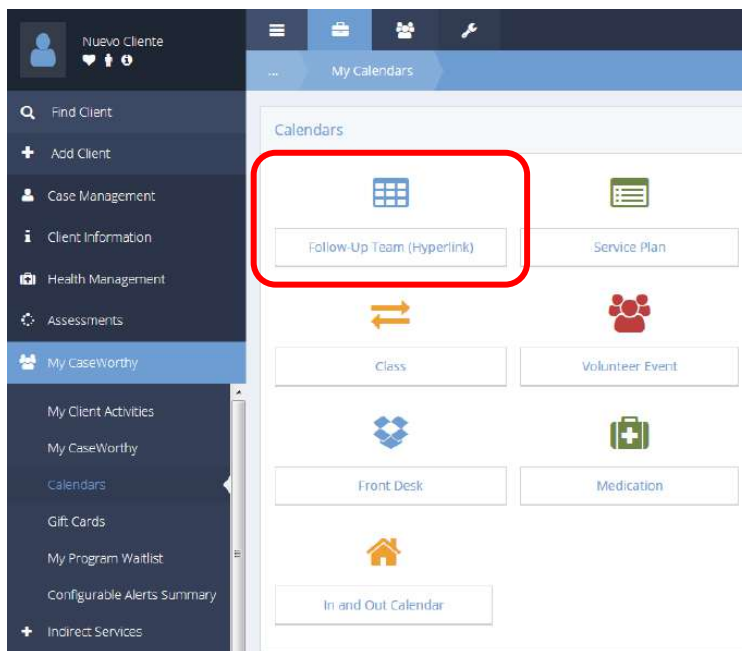 Nuevo Cliente
Find Client
Add Client
Case Management
Client Information
Health Management
Assessments
My CaseWorthy
My Client Activities
My CaseWorthy
Calendars
Gift Cards
My Program Waitlist
Configurable Alerts Summary
Indirect Services
... My Calendars
Calendars
Follow-Up Team (Hyperlink) Service Plan
Class Volunteer Event
Front Desk Medication
In and Out Calendar